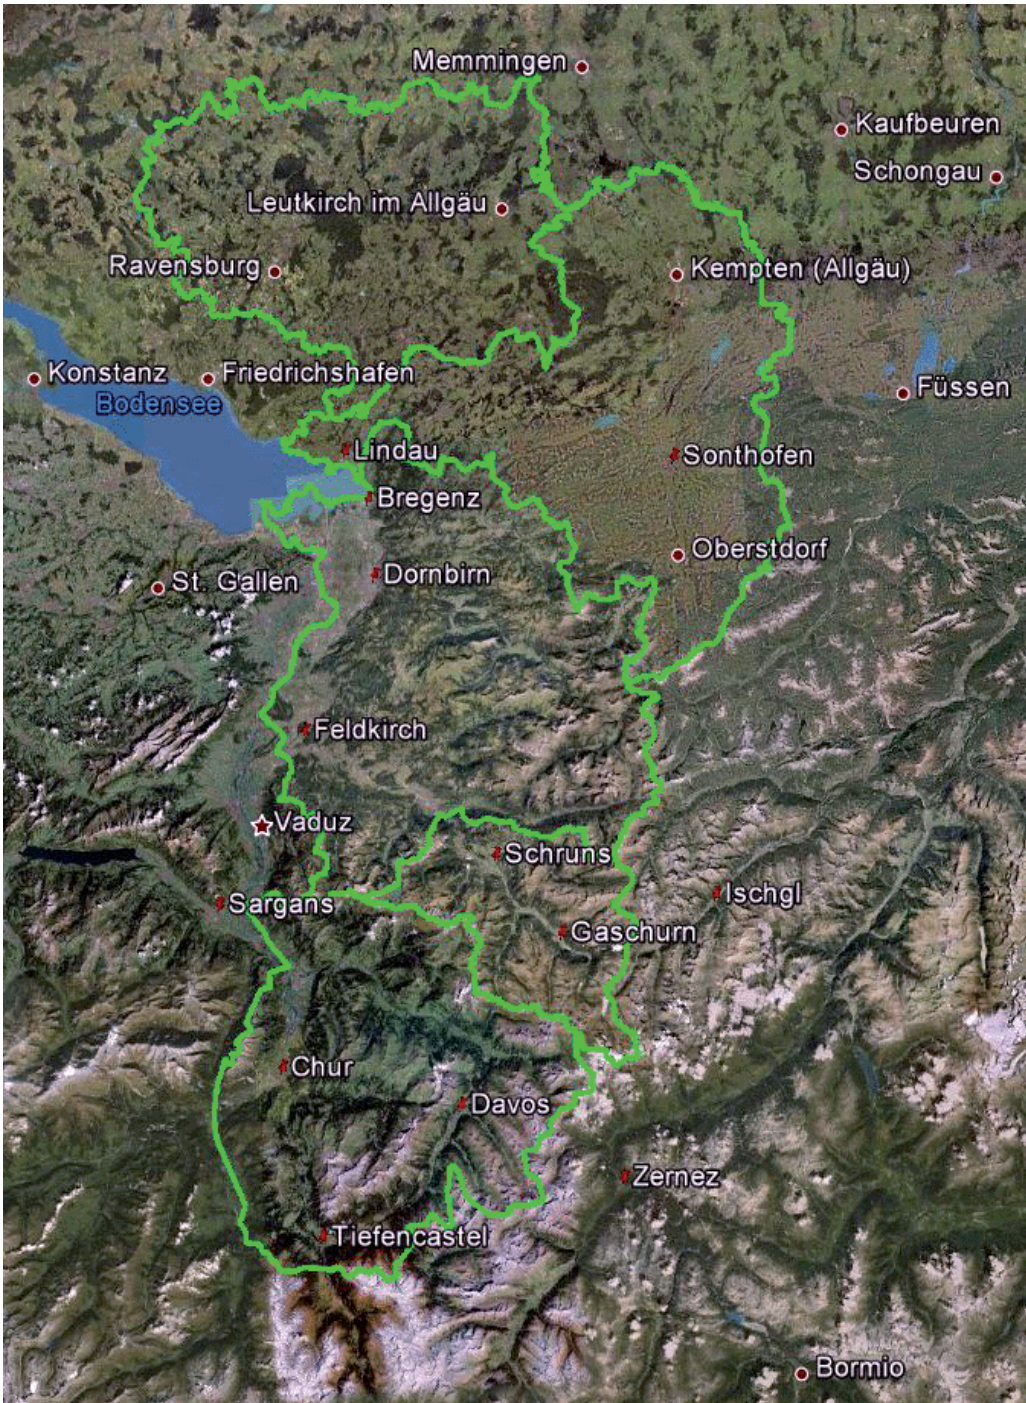 Memmingen
Kaufbeuren
Schongau
Leutkirch im Allgäu
Ravensburg
Kempten (Allgäu)
Konstanz
Friedrichshafen
Füssen
Bodensee
Lindau
Sonthofen
Bregenz
Oberstdorf
St. Gallen
Dornbirn
Feldkirch
Vaduz
Schruns
Ischgl
Sargans
Gaschurn
Chur
Davos
Zernez
Tiefencastel
Bormio